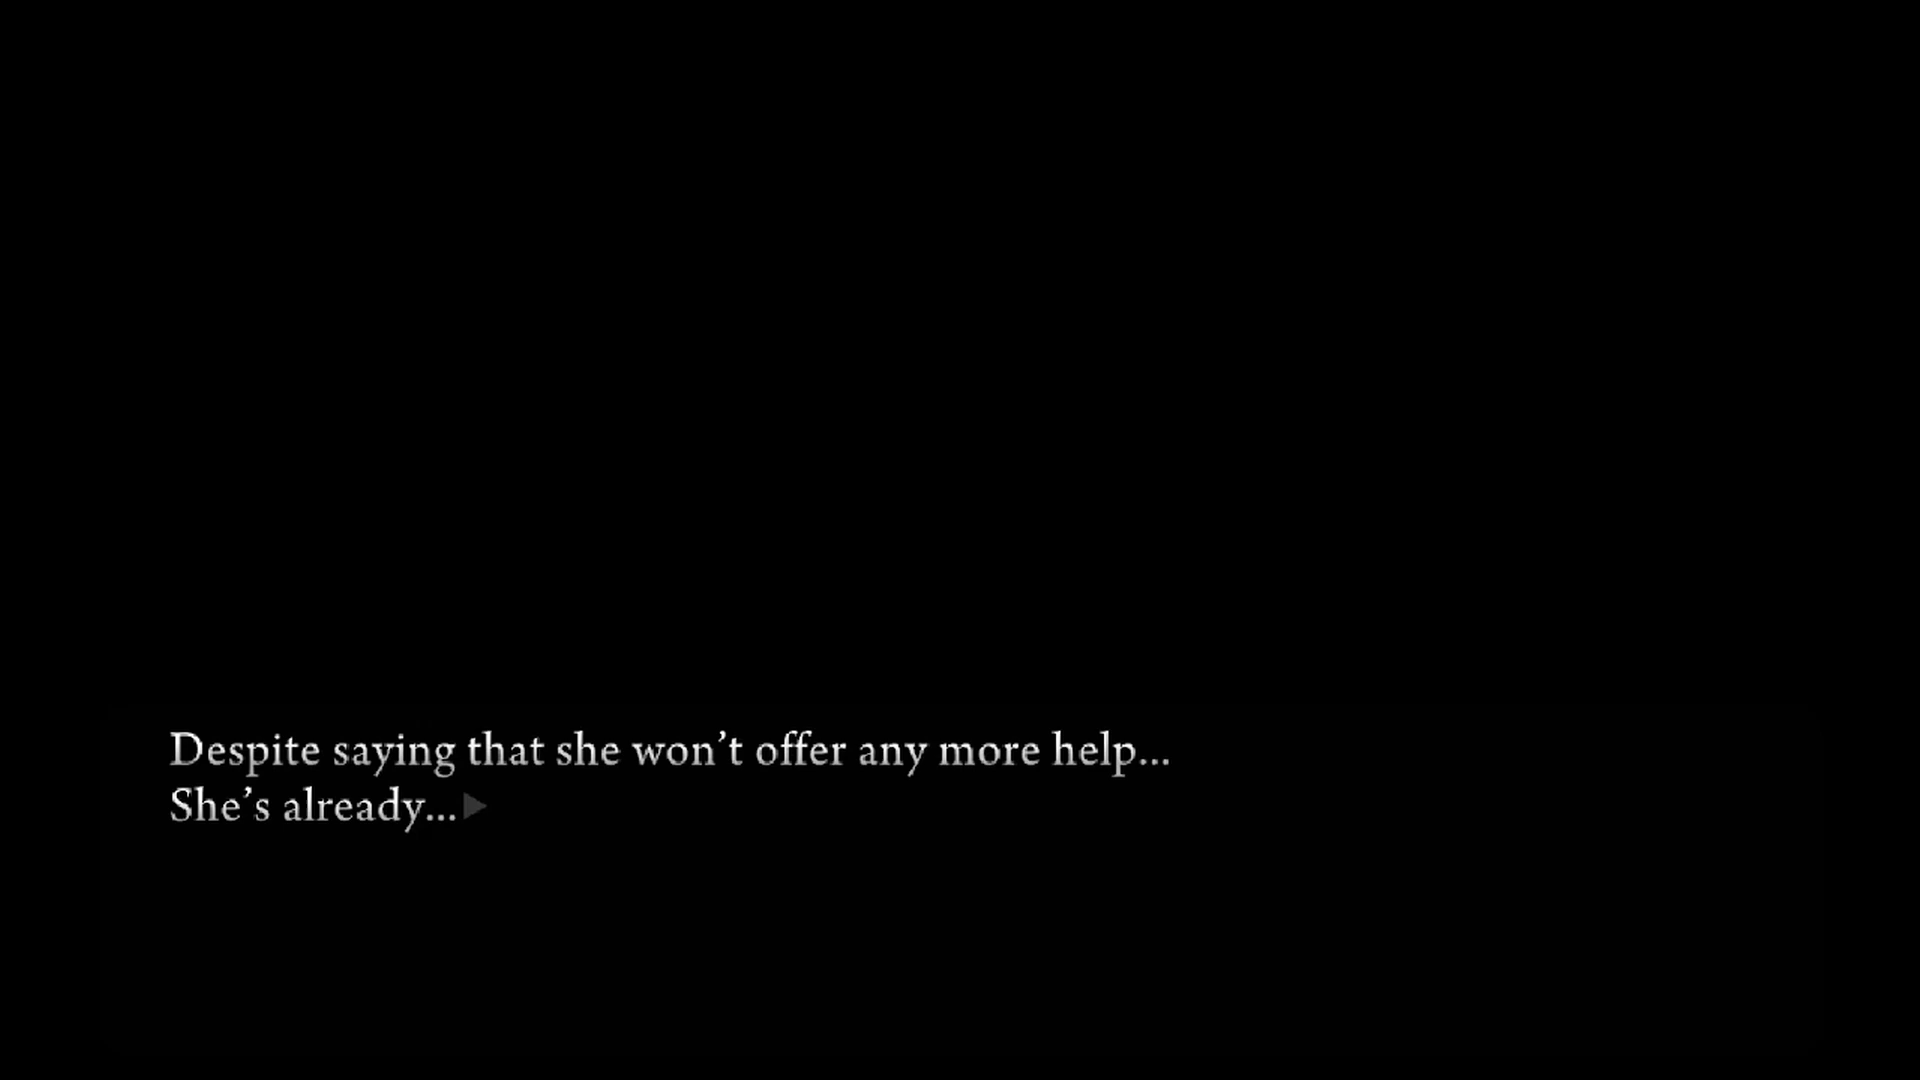 Despite saying that she won’t offer any more help...
She’s already...